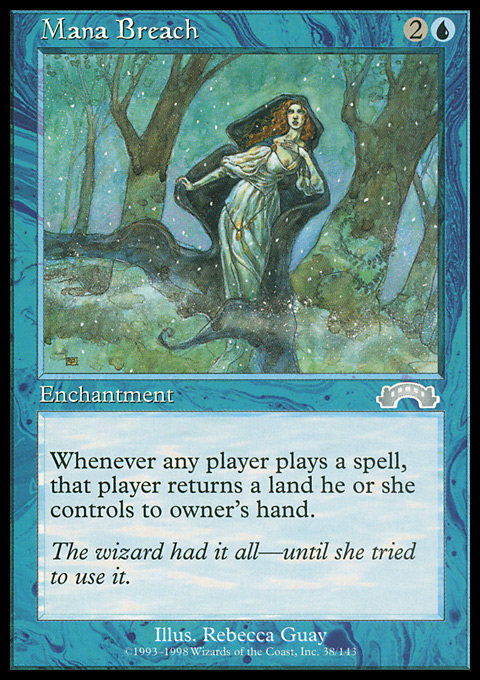 Mana Breach 2
Enchantment
Whenever any player plays a spell,
that player returns a land he or she
controls to owner's hand.
The wizard had it all—until she tried
to use it.
Illus. Rebecca Guay
©1993–1998 Wizards of the Coast, Inc. 38/143